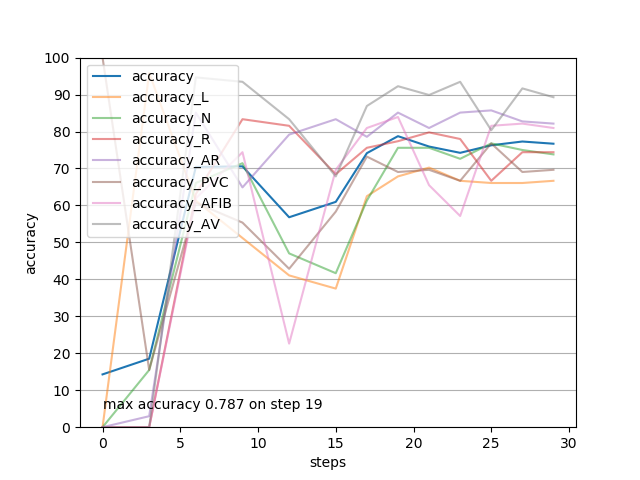 100
90
80
70
60
50
40
30
20
10
0
accuracy
accuracy
accuracy_L
accuracy_N
accuracy_R
accuracy_AR
accuracy_PVC
accuracy_AFIB
accuracy_AV
max accuracy 0.787 on step 19
0 5 10 15 20 25 30
steps